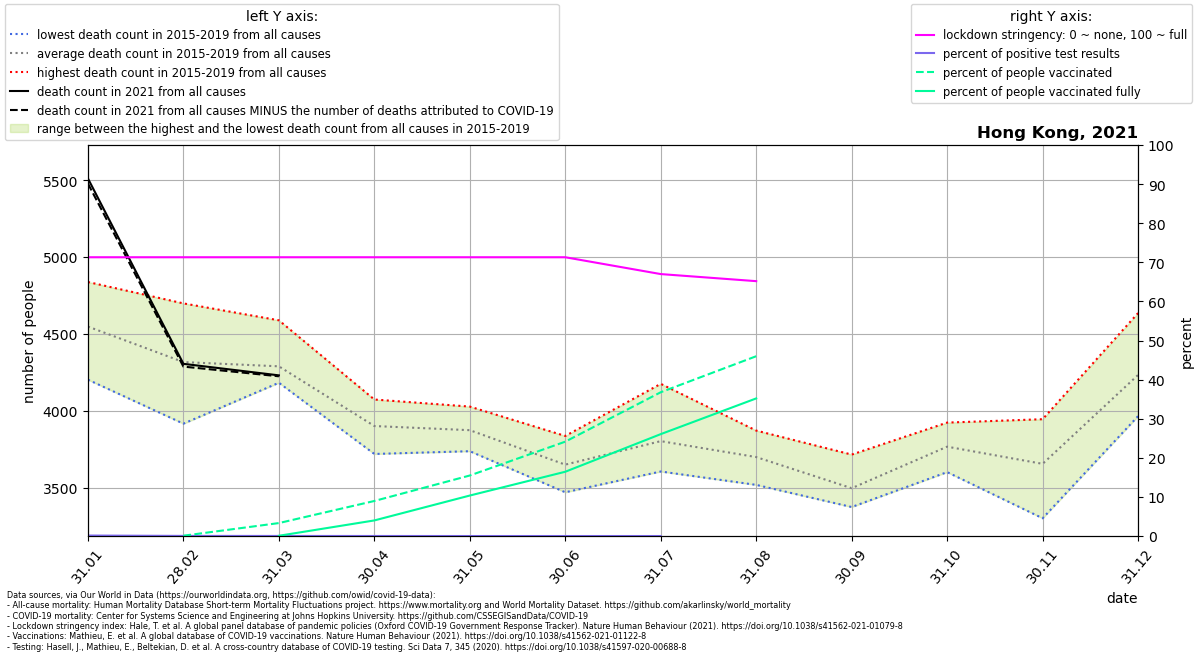 left Y axis:
lowest death count in 2015-2019 from all causes
average death count in 2015-2019 from all causes
highest death count in 2015-2019 from all causes
death count in 2021 from all causes
death count in 2021 from all causes MINUS the number of deaths attributed to COVID-19
range between the highest and the lowest death count from all causes in 2015-2019
right Y axis:
lockdown stringency: 0 ~ none, 100 ~ full
percent of positive test results
percent of people vaccinated
percent of people vaccinated fully
Hong Kong, 2021
number of people
5500
5000
4500
4000
3500
100
90
80
70
60
50
40
30
20
10
0
percent
31.01
28.02
31.03
30.04
31.05
30.06
31.07
31.08
30.09
31.10
30.11
31.12
date
Data sources, via Our World in Data (https://ourworldindata.org, https://github.com/owid/covid-19-data):
- All-cause mortality: Human Mortality Database Short-term Mortality Fluctuations project. https://www.mortality.org and World Mortality Dataset. https://github.com/akarlinsky/world_mortality
- COVID-19 mortality: Center for Systems Science and Engineering at Johns Hopkins University. https://github.com/CSSEGISandData/COVID-19
- Lockdown stringency index: Hale, T. et al. A global panel database of pandemic policies (Oxford COVID-19 Government Response Tracker). Nature Human Behaviour (2021). https://doi.org/10.1038/s41562-021-01079-8
- Vaccinations: Mathieu, E. et al. A global database of COVID-19 vaccinations. Nature Human Behaviour (2021). https://doi.org/10.1038/s41562-021-01122-8
- Testing: Hasell, J., Mathieu, E., Beltekian, D. et al. A cross-country database of COVID-19 testing. Sci Data 7, 345 (2020). https://doi.org/10.1038/s41597-020-00688-8